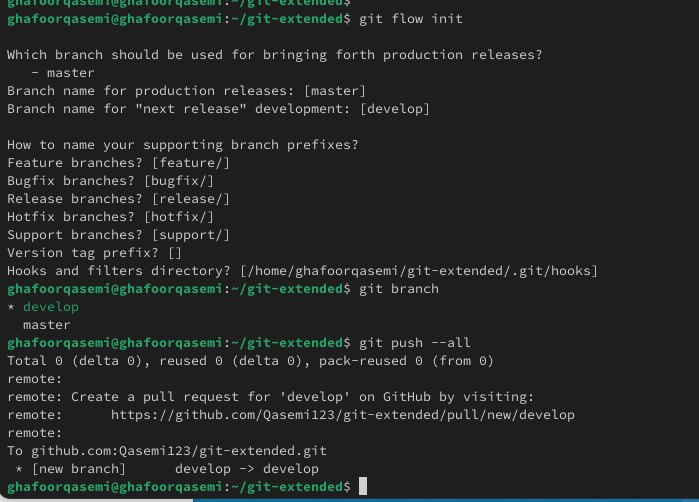 ghafoorqasemi@ghafoorqasemi:~/git-extended$
ghafoorqasemi@ghafoorqasemi:~/git-extended$ git flow init
Which branch should be used for bringing forth production releases?
   - master
Branch name for production releases: [master]
Branch name for "next release" development: [develop]
How to name your supporting branch prefixes?
Feature branches? [feature/]
Bugfix branches? [bugfix/]
Release branches? [release/]
Hotfix branches? [hotfix/]
Support branches? [support/]
Version tag prefix? []
Hooks and filters directory? [/home/ghafoorqasemi/git-extended/.git/hooks]
ghafoorqasemi@ghafoorqasemi:~/git-extended$ git branch
* develop
  master
ghafoorqasemi@ghafoorqasemi:~/git-extended$ git push --all
Total 0 (delta 0), reused 0 (delta 0), pack-reused 0 (from 0)
remote:
remote: Create a pull request for 'develop' on GitHub by visiting:
remote:      https://github.com/Qasemi123/git-extended/pull/new/develop
remote:
To github.com:Qasemi123/git-extended.git
 * [new branch]      develop -> develop
ghafoorqasemi@ghafoorqasemi:~/git-extended$